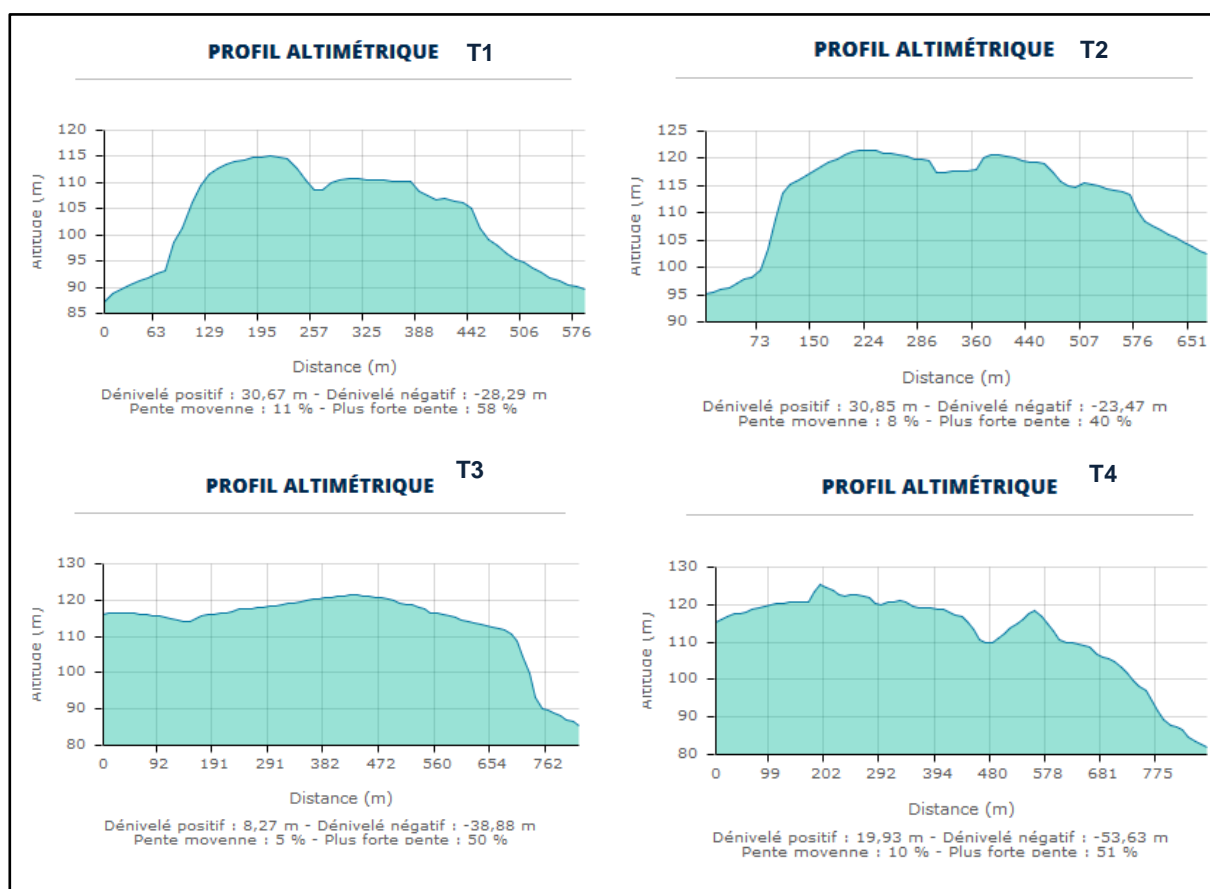 PROFIL ALTIMÉTRIQUE T1
120
115
110
105
100
95
90
85
Altitude (m)
0 63 129 195 257 325 388 442 506 576
Distance (m)
Dénivelé positif : 30,67 m - Dénivelé négatif : -28,29 m
Pente moyenne : 11 % - Plus forte pente : 58 %
PROFIL ALTIMÉTRIQUE T2
125
120
115
110
105
100
95
90
Altitude (m)
73 150 224 286 360 440 507 576 651
Distance (m)
Dénivelé positif : 30,85 m - Dénivelé négatif : -23,47 m
Pente moyenne : 8 % - Plus forte pente : 40 %
PROFIL ALTIMÉTRIQUE T3
130
120
110
100
90
80
Altitude (m)
0 92 191 291 382 472 560 654 762
Distance (m)
Dénivelé positif : 8,27 m - Dénivelé négatif : -38,88 m
Pente moyenne : 5 % - Plus forte pente : 50 %
PROFIL ALTIMÉTRIQUE T4
130
120
110
100
90
80
Altitude (m)
0 99 202 292 394 480 578 681 775
Distance (m)
Dénivelé positif : 19,93 m - Dénivelé négatif : -53,63 m
Pente moyenne : 10 % - Plus forte pente : 51 %